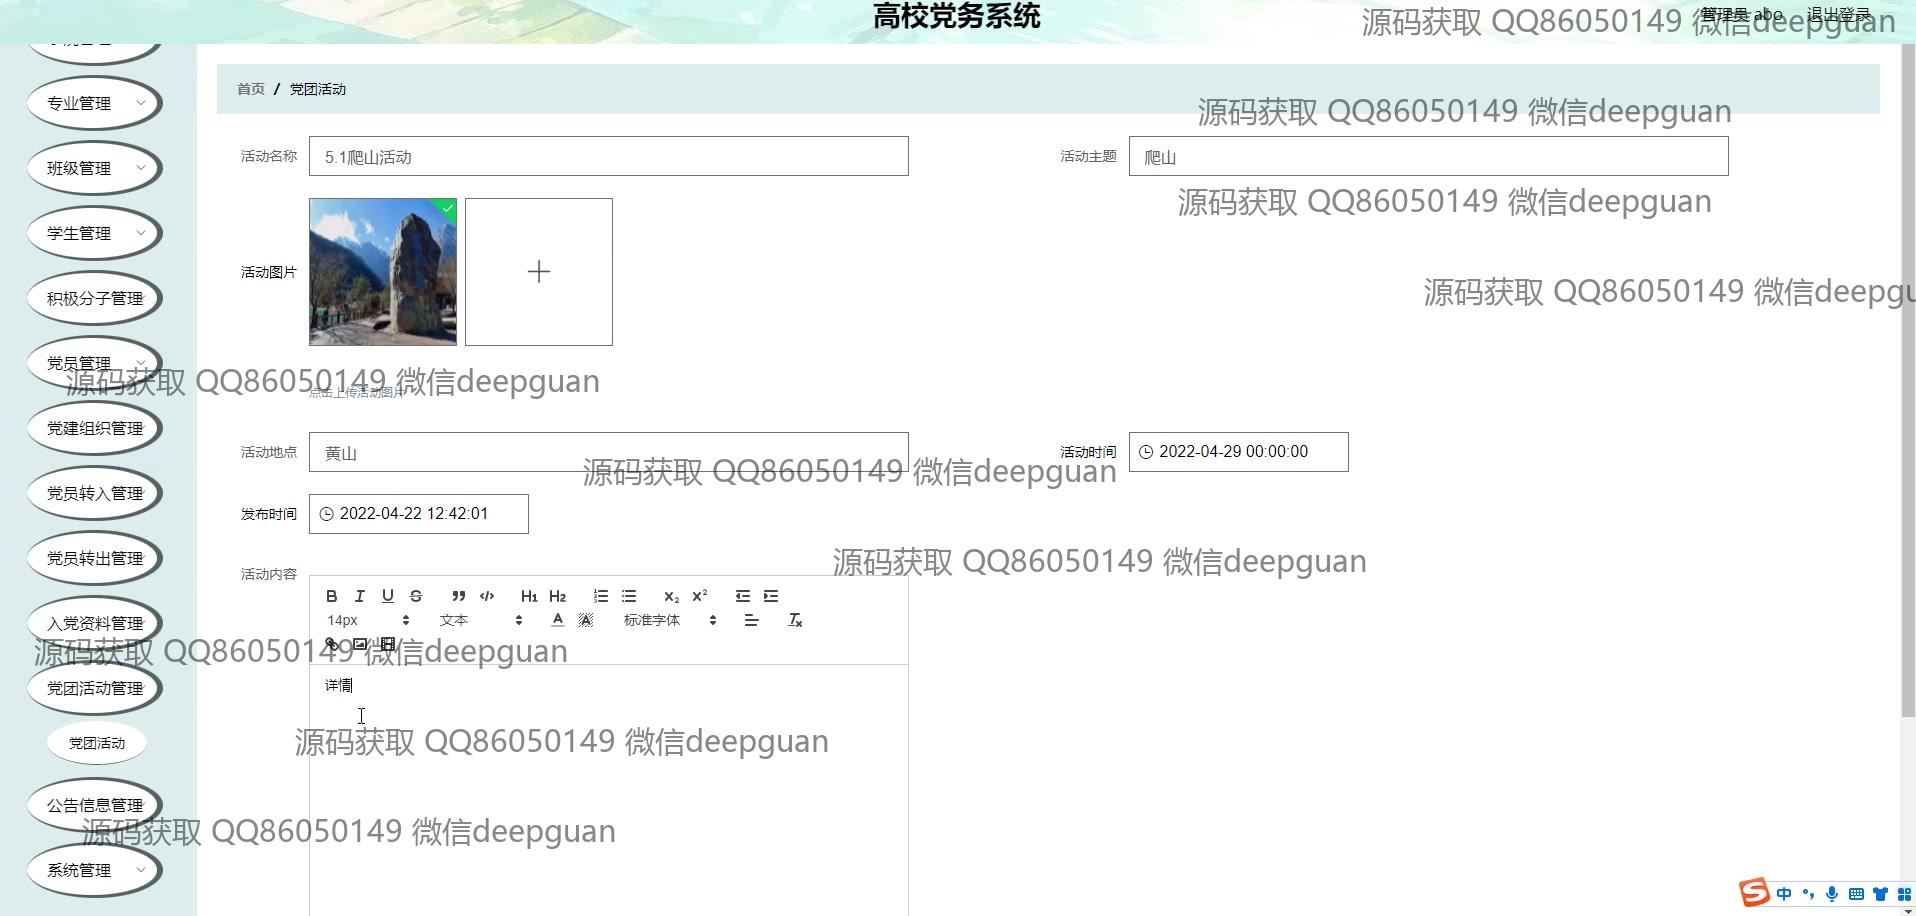 高校党务系统
管理员 abo
退出登录
源码获取 QQ86050149 微信deepguan
首页 / 党团活动
源码获取 QQ86050149 微信deepguan
专业管理
班级管理
学生管理
积极分子管理
党员管理
党建组织管理
党员转入管理
党员转出管理
入党资料管理
党团活动管理
党团活动
公告信息管理
系统管理
活动名称 5.1爬山活动
活动主题 爬山
源码获取 QQ86050149 微信deepguan
活动图片
源码获取 QQ86050149 微信deepgu
源码获取 QQ86050149 微信deepguan
点击上传活动图片
活动地点 黄山
活动时间 2022-04-29 00:00:00
源码获取 QQ86050149 微信deepguan
发布时间 2022-04-22 12:42:01
源码获取 QQ86050149 微信deepguan
活动内容
B I U S H1 H2 X2 X2
14px 文本 A A 标准字体 Tx
源码获取 QQ86050149 微信deepguan
详情
源码获取 QQ86050149 微信deepguan
源码获取 QQ86050149 微信deepguan
S 中